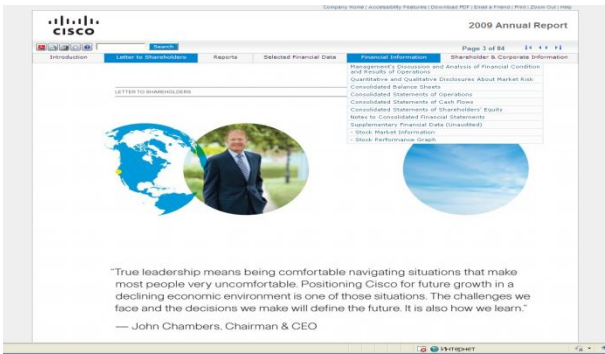 Company Home | Accessibility Features | Download PDF | Email a Friend | Print | Zoom Out | Help
CISCO
2009 Annual Report
Search
Page 3 of 84
Introduction
Letter to Shareholders
Reports
Selected Financial Data
Financial Information
Shareholder & Corporate Information
Management's Discussion and Analysis of Financial Condition
and Results of Operations
Quantitative and Qualitative Disclosures About Market Risk
Consolidated Balance Sheets
Consolidated Statements of Operations
Consolidated Statements of Cash Flows
Consolidated Statements of Shareholders' Equity
Notes to Consolidated Financial Statements
Supplementary Financial Data (Unaudited)
- Stock Market Information
- Stock Performance Graph
LETTER TO SHAREHOLDERS
"True leadership means being comfortable navigating situations that make
most people very uncomfortable. Positioning Cisco for future growth in a
declining economic environment is one of those situations. The challenges we
face and the decisions we make will define the future. It is also how we learn."
— John Chambers, Chairman & CEO
Интернет